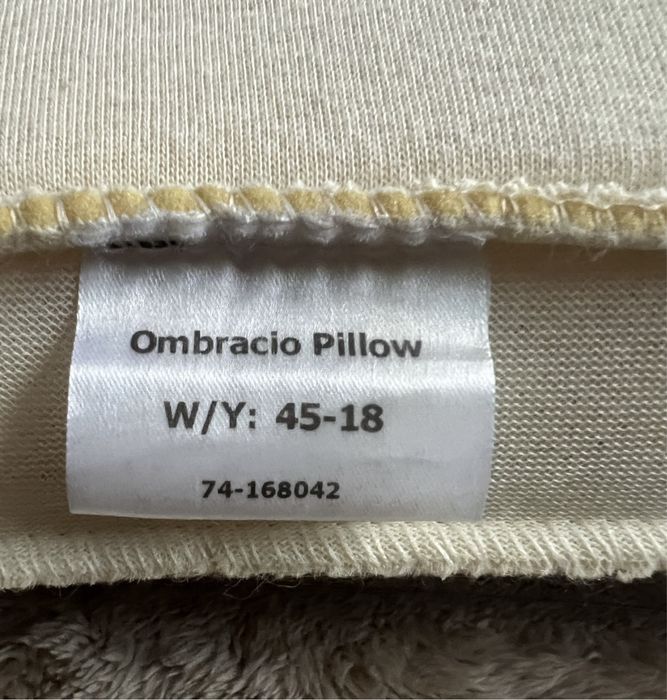 Ombracio Pillow
W/Y: 45-18
74-168042